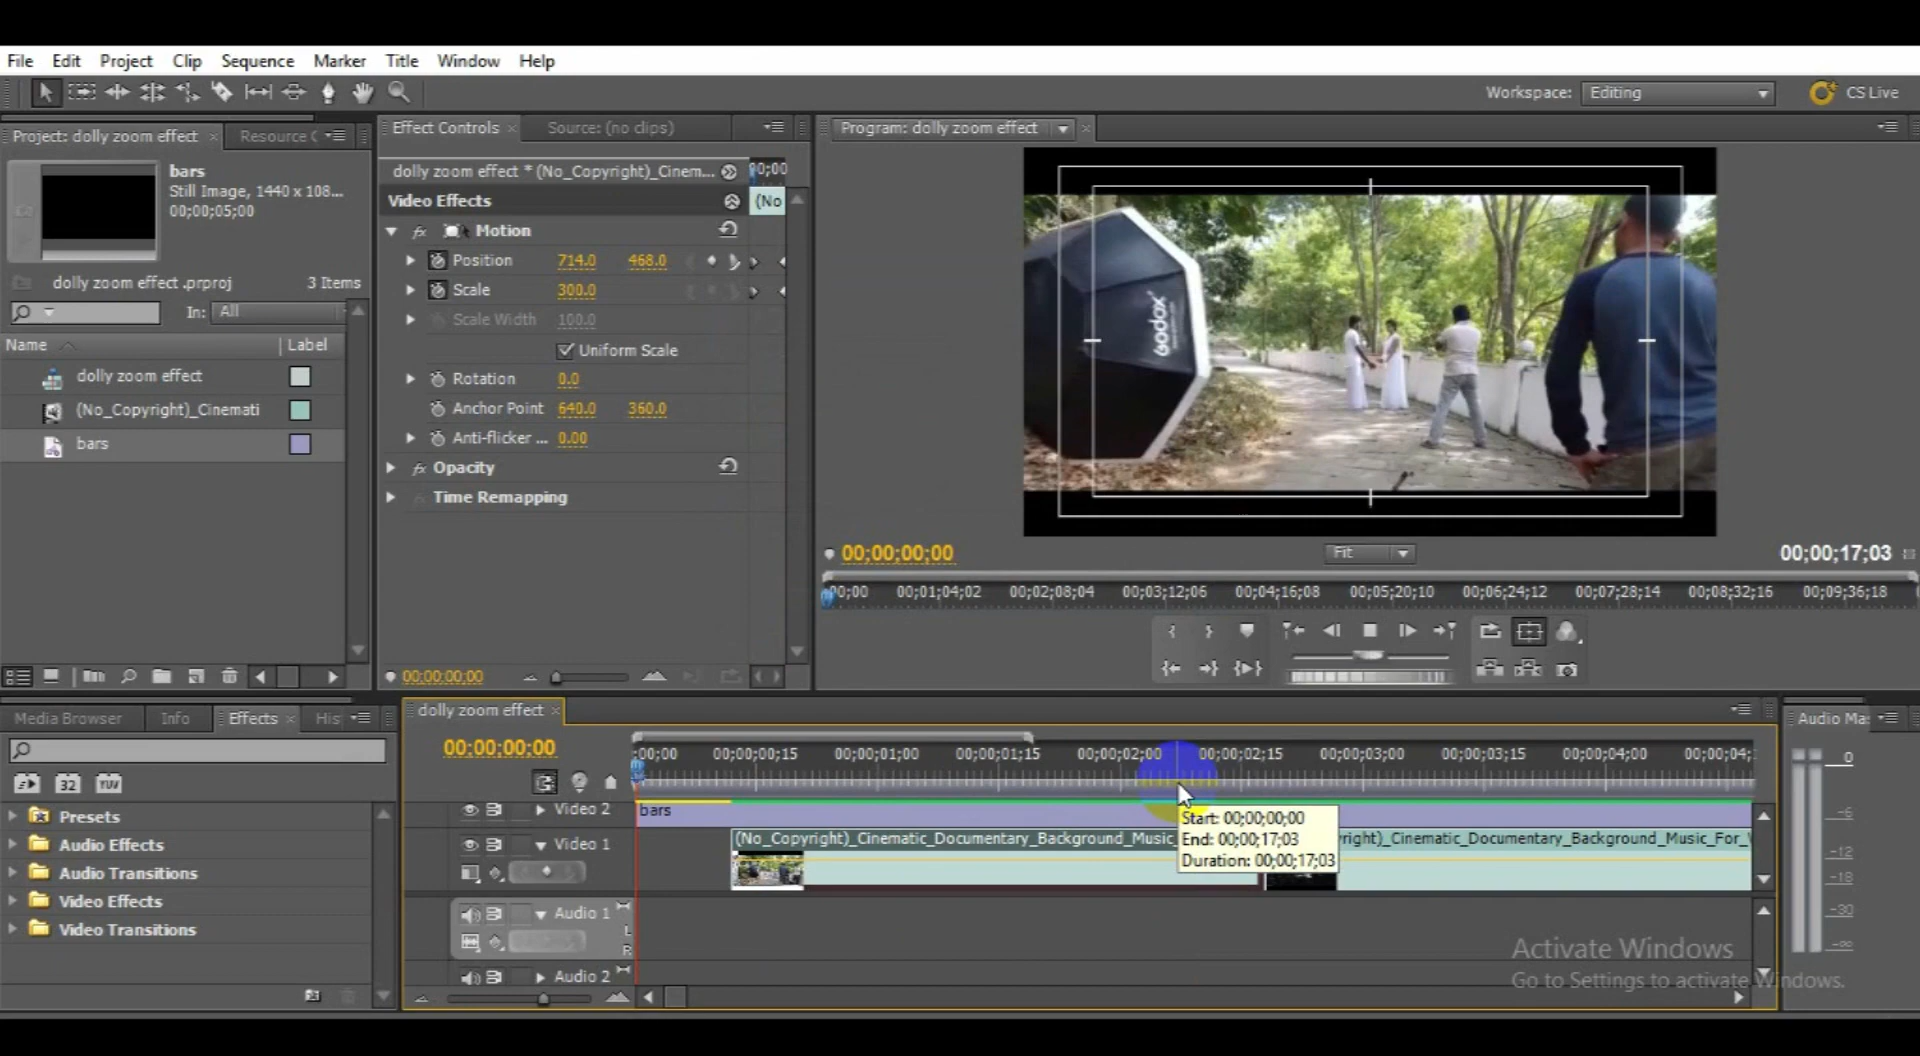 File Edit Project Clip Sequence Marker Title Window Help
Workspace: Editing CS Live
Project: dolly zoom effect × Resource C
bars
Still Image, 1440 x 108...
00;00;05;00
dolly zoom effect .prproj 3 Items
In: All
Name Label
dolly zoom effect
(No_Copyright)_Cinemati
bars
Effect Controls × Source: (no clips)
dolly zoom effect * (No_Copyright)_Cinem... 00;00
Video Effects (No
fx Motion
Position 714.0 468.0
Scale 300.0
Scale Width 100.0
Uniform Scale
Rotation 0.0
Anchor Point 640.0 360.0
Anti-flicker ... 0.00
fx Opacity
Time Remapping
00;00;00;00
Program: dolly zoom effect ×
Godox
00;00;00;00 Fit 00;00;17;03
00;00 00;01;04;02 00;02;08;04 00;03;12;06 00;04;16;08 00;05;20;10 00;06;24;12 00;07;28;14 00;08;32;16 00;09;36;18
Media Browser Info Effects × His
32
Presets
Audio Effects
Audio Transitions
Video Effects
Video Transitions
dolly zoom effect ×
00;00;00;00
;00;00 00;00;00;15 00;00;01;00 00;00;01;15 00;00;02;00 00;00;02;15 00;00;03;00 00;00;03;15 00;00;04;00 00;00;04;
Video 2 bars
Video 1 (No_Copyright)_Cinematic_Documentary_Background_Music_ right)_Cinematic_Documentary_Background_Music_For_
Start: 00;00;00;00
End: 00;00;17;03
Duration: 00;00;17;03
Audio 1
L
R
Audio 2
Audio Ma
0
-6
-12
-18
-30
-∞
Activate Windows
Go to Settings to activate Windows.